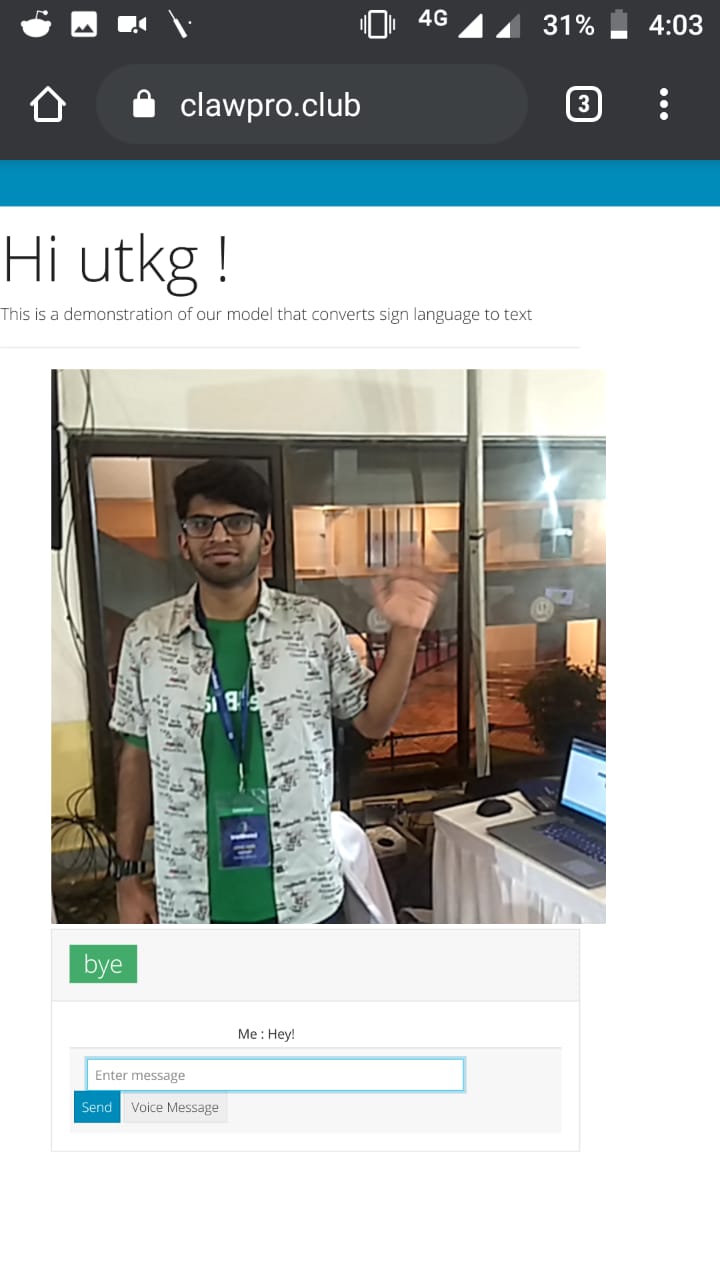 4G
31%
4:03
clawpro.club
3
Hi utkg !
This is a demonstration of our model that converts sign language to text
bye
Me : Hey!
Enter message
Send
Voice Message